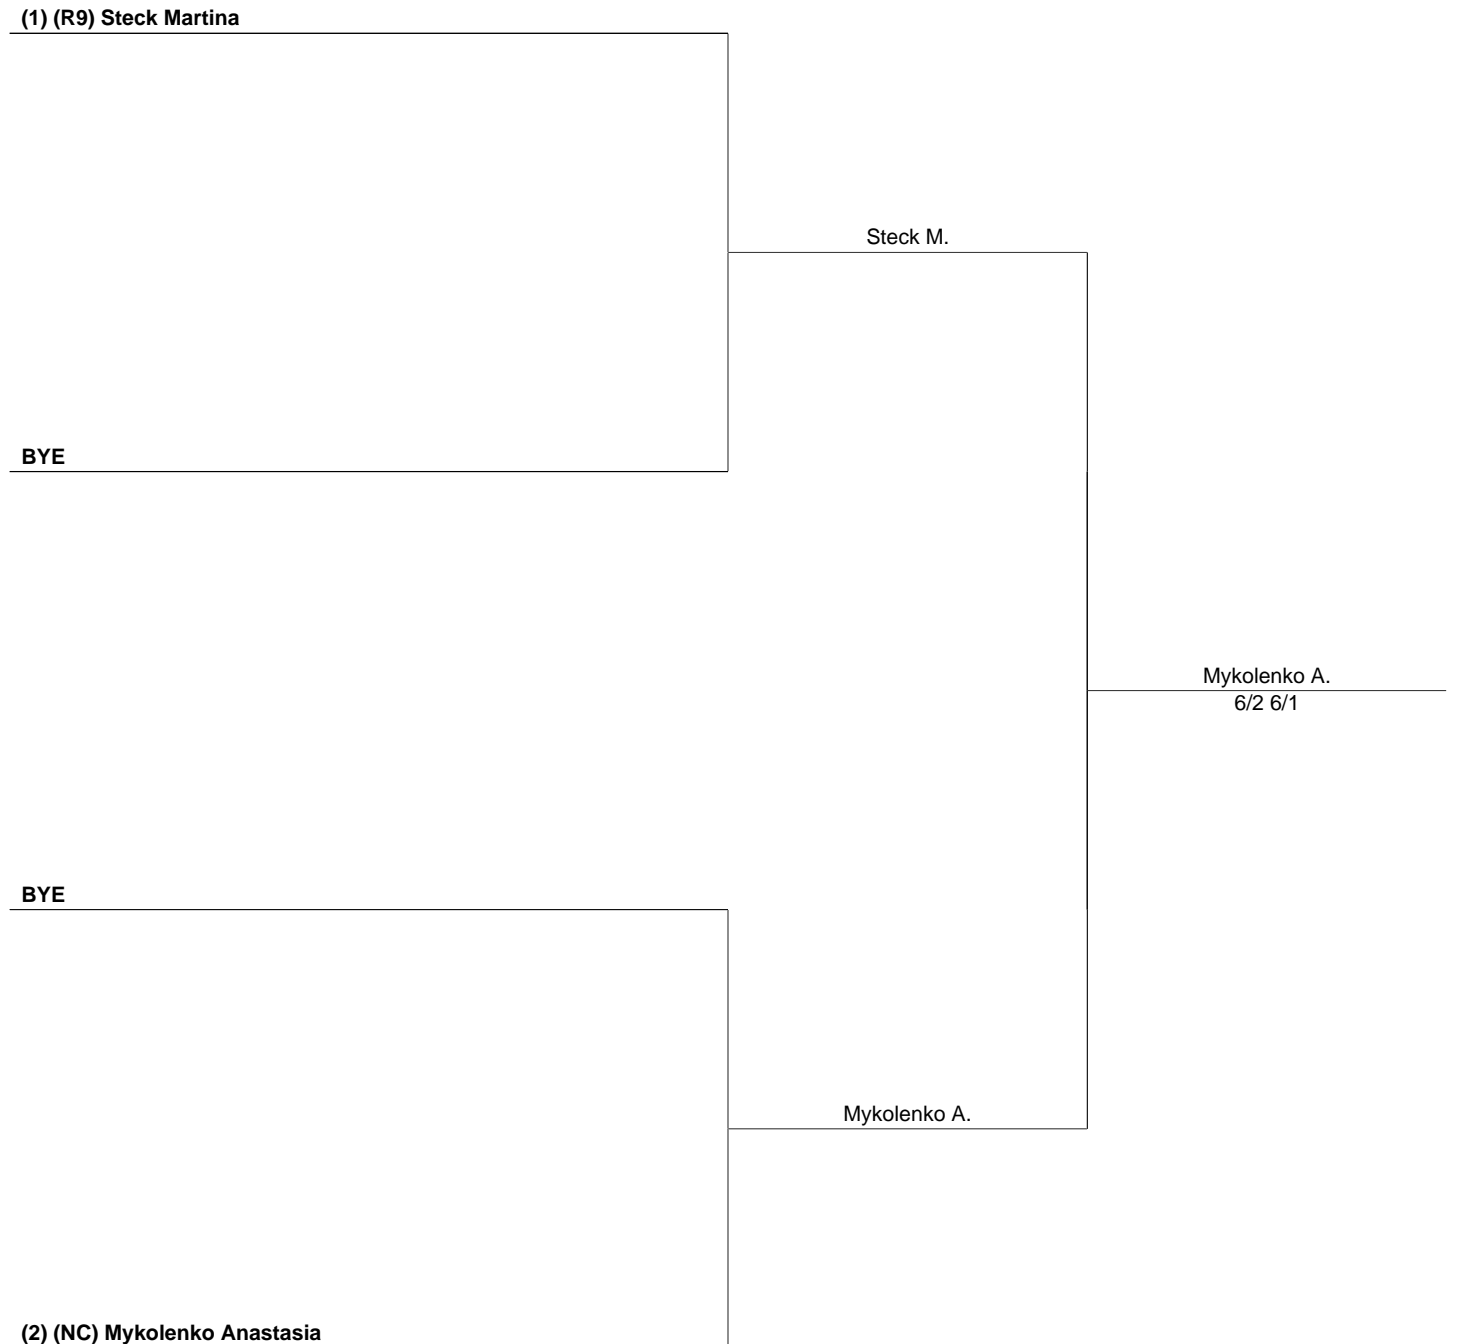 (1) (R9) Steck Martina
Steck M.
BYE
Mykolenko A.
6/2 6/1
BYE
Mykolenko A.
(2) (NC) Mykolenko Anastasia